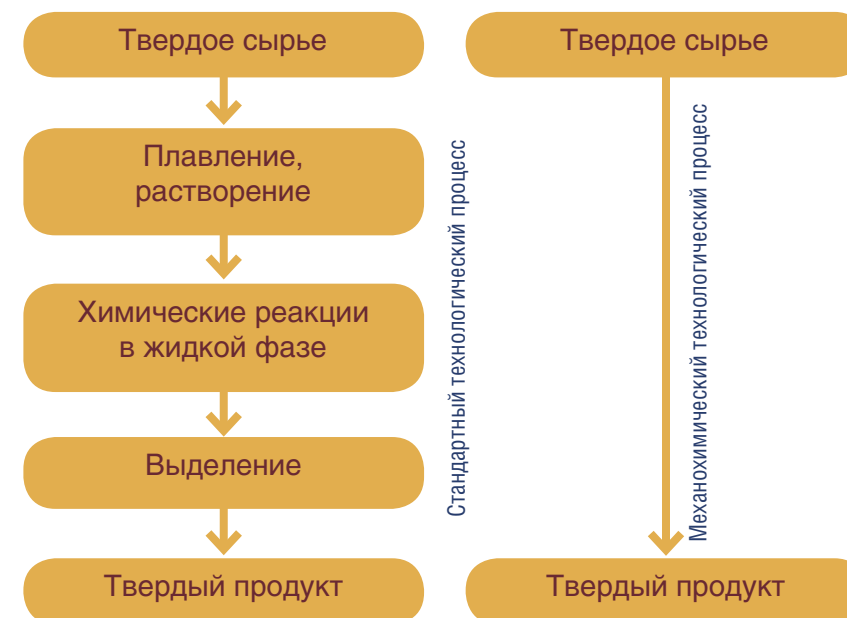 Твердое сырье
Плавление,
растворение
Химические реакции
в жидкой фазе
Выделение
Твердый продукт
Стандартный технологический процесс
Твердое сырье
Механохимический технологический процесс
Твердый продукт